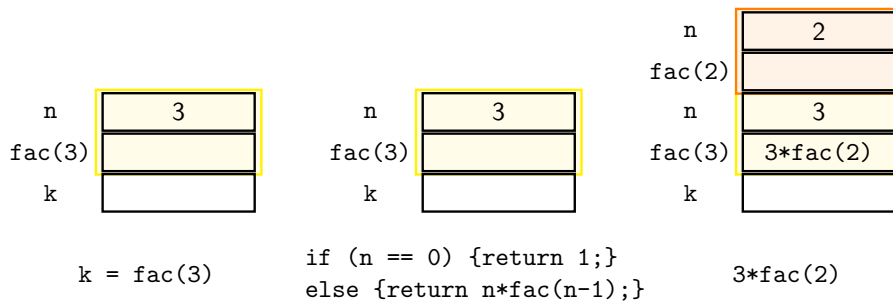 n 3
fac(3)
k
k = fac(3)
n 3
fac(3)
k
if (n == 0) {return 1;}
else {return n*fac(n-1);}
n 2
fac(2)
n 3
fac(3) 3*fac(2)
k
3*fac(2)